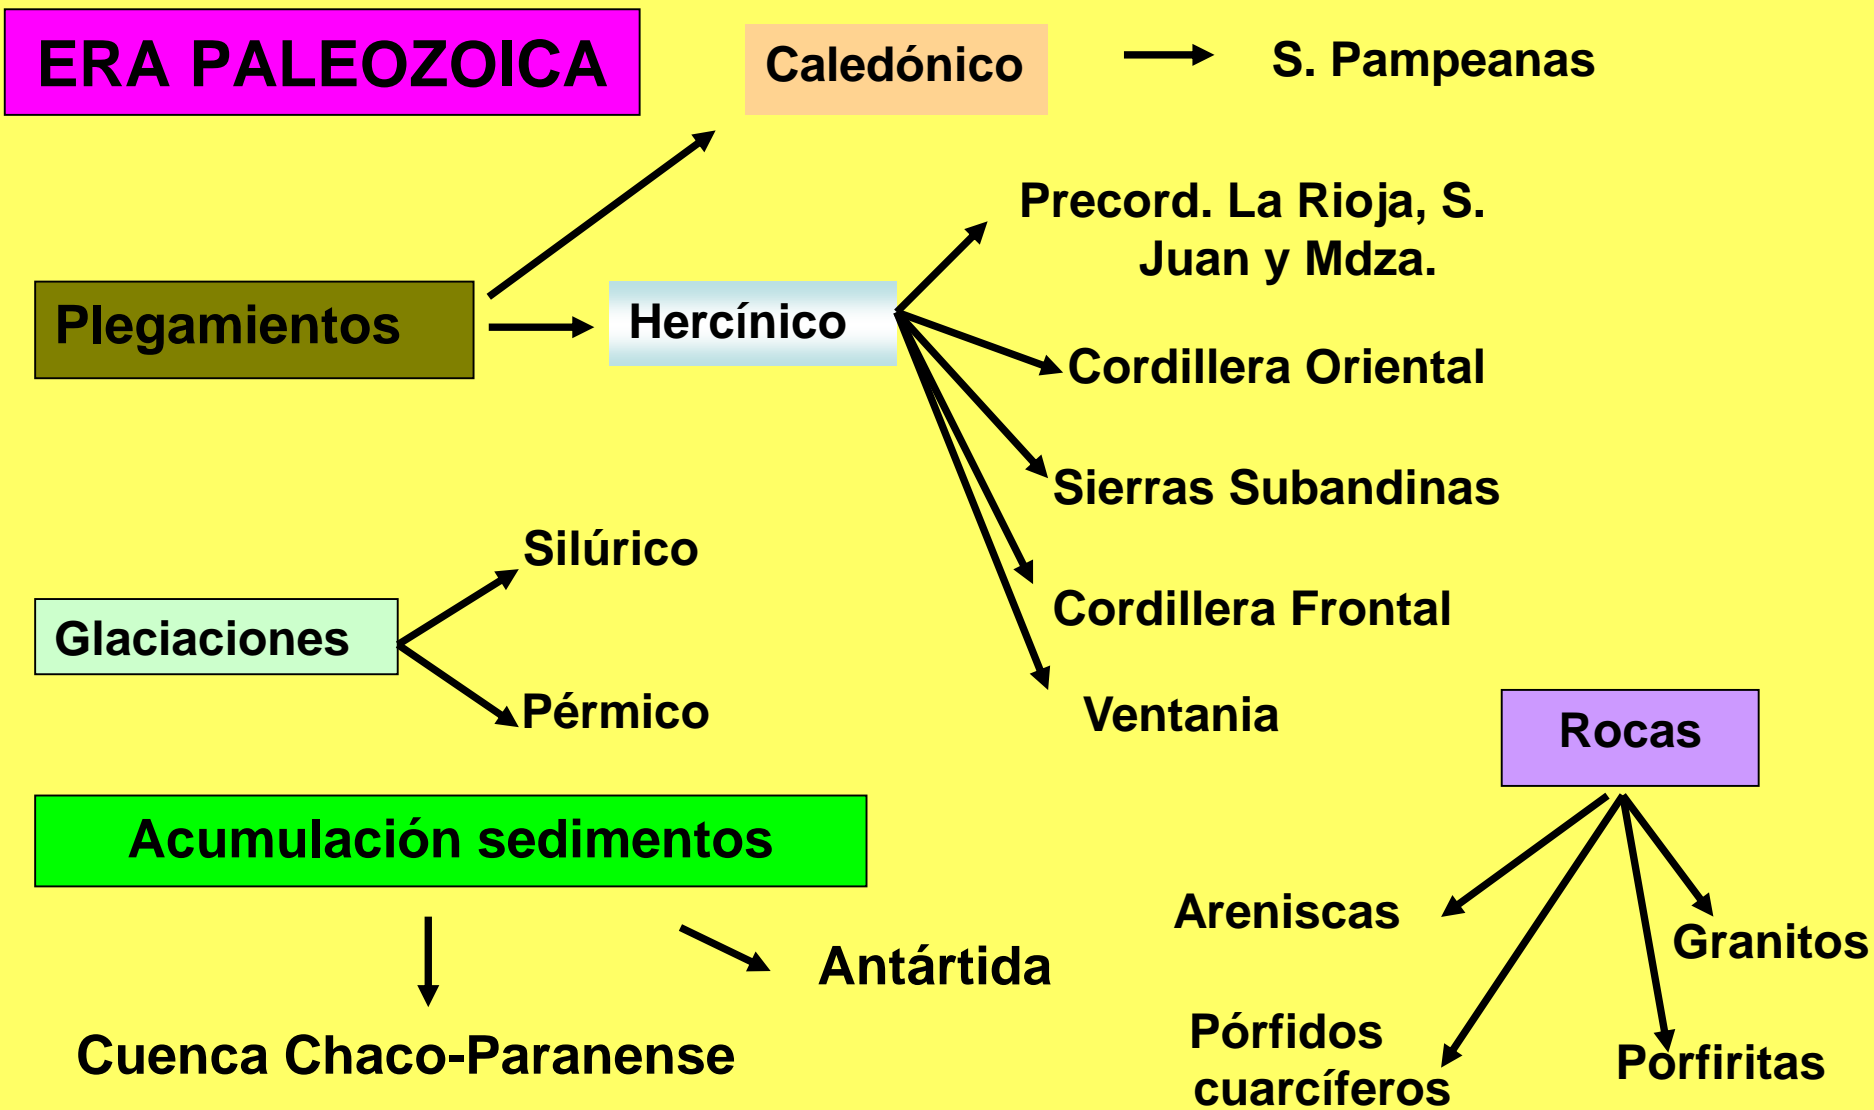 ERA PALEOZOICA
Caledónico
S. Pampeanas
Precord. La Rioja, S.
Juan y Mdza.
Plegamientos
Hercínico
Cordillera Oriental
Sierras Subandinas
Silúrico
Glaciaciones
Cordillera Frontal
Pérmico
Ventania
Rocas
Acumulación sedimentos
Areniscas
Granitos
Antártida
Cuenca Chaco-Paranense
Pórfidos
cuarcíferos
Porfiritas